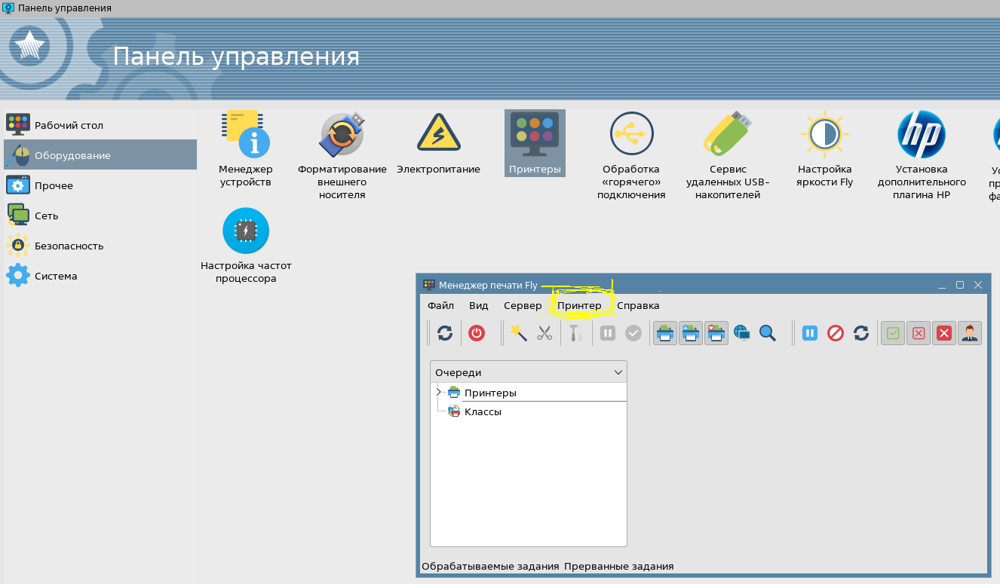 Панель управления
Панель управления
Рабочий стол
Оборудование
Прочее
Сеть
Безопасность
Система
Менеджер
устройств
Форматирование
внешнего
носителя
Электропитание
Принтеры
Обработка
«горячего»
подключения
Сервис
удаленных USB-
накопителей
Настройка
яркости Fly
hp
Установка
дополнительного
плагина HP
Настройка частот
процессора
Менеджер печати Fly
Файл Вид Сервер Принтер Справка
Очереди
Принтеры
Классы
Обрабатываемые задания Прерванные задания